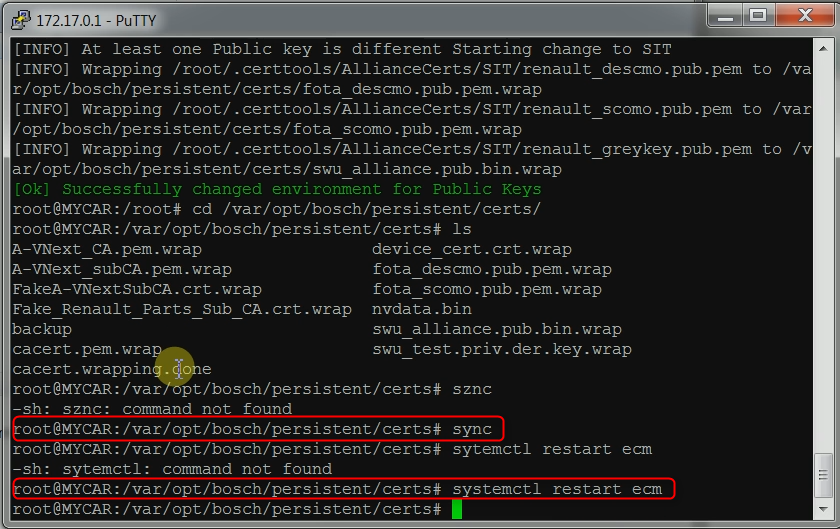 172.17.0.1 - PuTTY
[INFO] At least one Public key is different Starting change to SIT
[INFO] Wrapping /root/.certtools/AllianceCerts/SIT/renault_descmo.pub.pem to /va
r/opt/bosch/persistent/certs/fota_descmo.pub.pem.wrap
[INFO] Wrapping /root/.certtools/AllianceCerts/SIT/renault_scomo.pub.pem to /var
/opt/bosch/persistent/certs/fota_scomo.pub.pem.wrap
[INFO] Wrapping /root/.certtools/AllianceCerts/SIT/renault_greykey.pub.pem to /v
ar/opt/bosch/persistent/certs/swu_alliance.pub.bin.wrap
[Ok] Successfully changed environment for Public Keys
root@MYCAR:/root# cd /var/opt/bosch/persistent/certs/
root@MYCAR:/var/opt/bosch/persistent/certs# ls
A-VNext_CA.pem.wrap device_cert.crt.wrap
A-VNext_subCA.pem.wrap fota_descmo.pub.pem.wrap
FakeA-VNextSubCA.crt.wrap fota_scomo.pub.pem.wrap
Fake_Renault_Parts_Sub_CA.crt.wrap nvdata.bin
backup swu_alliance.pub.bin.wrap
cacert.pem.wrap swu_test.priv.der.key.wrap
cacert.wrapping.done
root@MYCAR:/var/opt/bosch/persistent/certs# sznc
-sh: sznc: command not found
root@MYCAR:/var/opt/bosch/persistent/certs# sync
root@MYCAR:/var/opt/bosch/persistent/certs# sytemctl restart ecm
-sh: sytemctl: command not found
root@MYCAR:/var/opt/bosch/persistent/certs# systemctl restart ecm
root@MYCAR:/var/opt/bosch/persistent/certs#